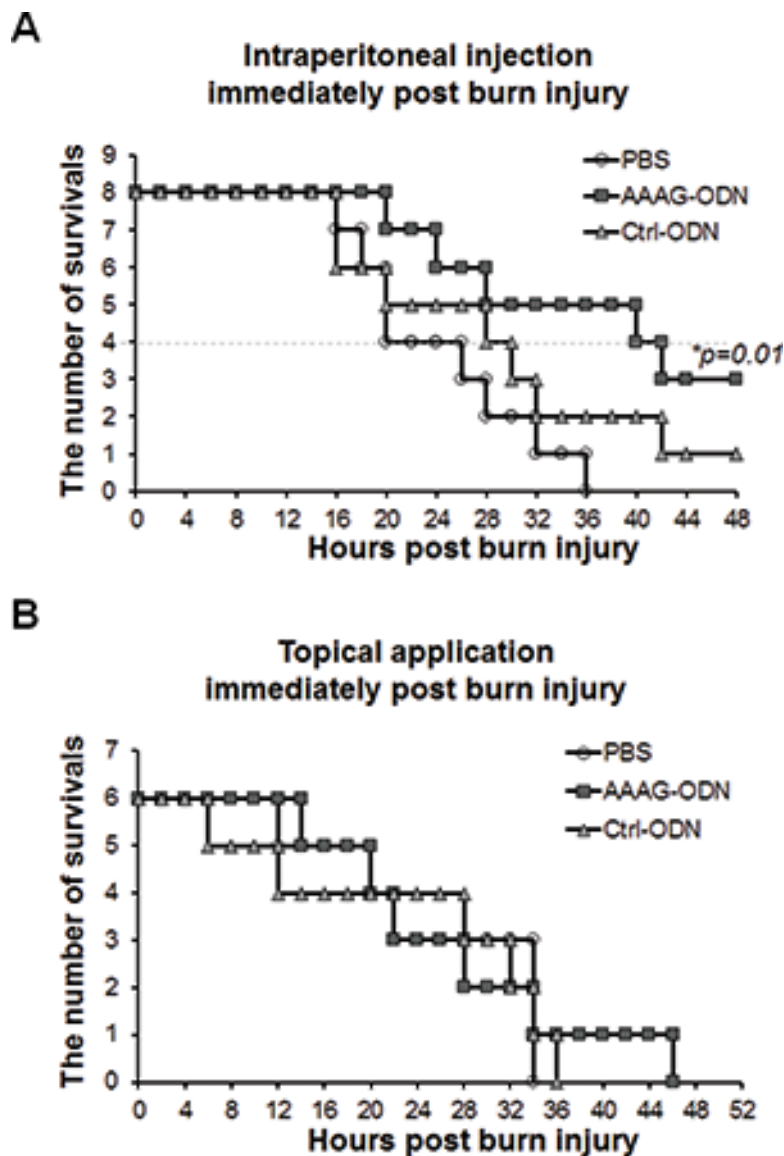 A
Intraperitoneal injection
immediately post burn injury
The number of survivals
9
8
7
6
5
4
3
2
1
0
PBS
AAAG-ODN
Ctrl-ODN
*p=0.01
0 4 8 12 16 20 24 28 32 36 40 44 48
Hours post burn injury
B
Topical application
immediately post burn injury
The number of survivals
7
6
5
4
3
2
1
0
PBS
AAAG-ODN
Ctrl-ODN
0 4 8 12 16 20 24 28 32 36 40 44 48 52
Hours post burn injury